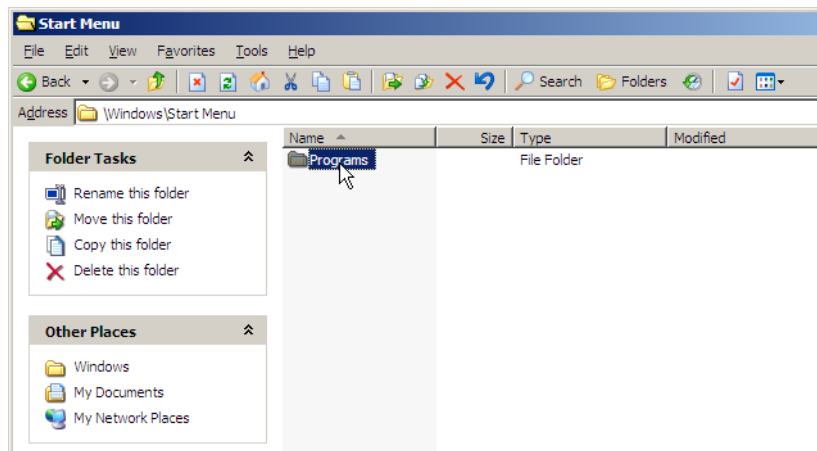 Start Menu
File Edit View Favorites Tools Help
Back Search Folders
Address \Windows\Start Menu
Name Size Type Modified
Folder Tasks
Programs File Folder
Rename this folder
Move this folder
Copy this folder
Delete this folder
Other Places
Windows
My Documents
My Network Places